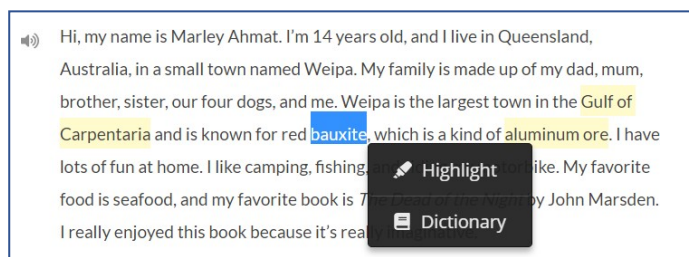 Hi, my name is Marley Ahmat. I'm 14 years old, and I live in Queensland,
Australia, in a small town named Weipa. My family is made up of my dad, mum,
brother, sister, our four dogs, and me. Weipa is the largest town in the Gulf of
Carpentaria and is known for red bauxite, which is a kind of aluminum ore. I have
lots of fun at home. I like camping, fishing, motorbike. My favorite
Highlight
food is seafood, and my favorite book is The Dead of the Night by John Marsden.
Dictionary
I really enjoyed this book because it's really imaginative.